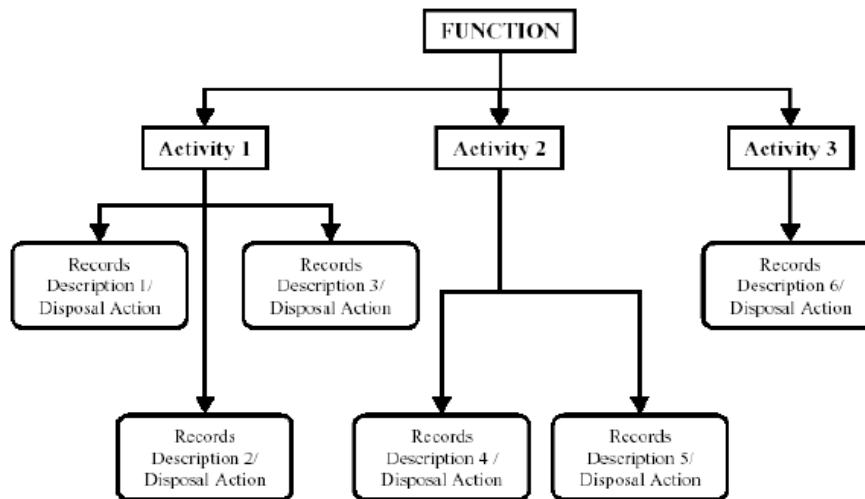 FUNCTION
Activity 1
Activity 2
Activity 3
Records
Description 1/
Disposal Action
Records
Description 3/
Disposal Action
Records
Description 6/
Disposal Action
Records
Description 2/
Disposal Action
Records
Description 4 /
Disposal Action
Records
Description 5/
Disposal Action